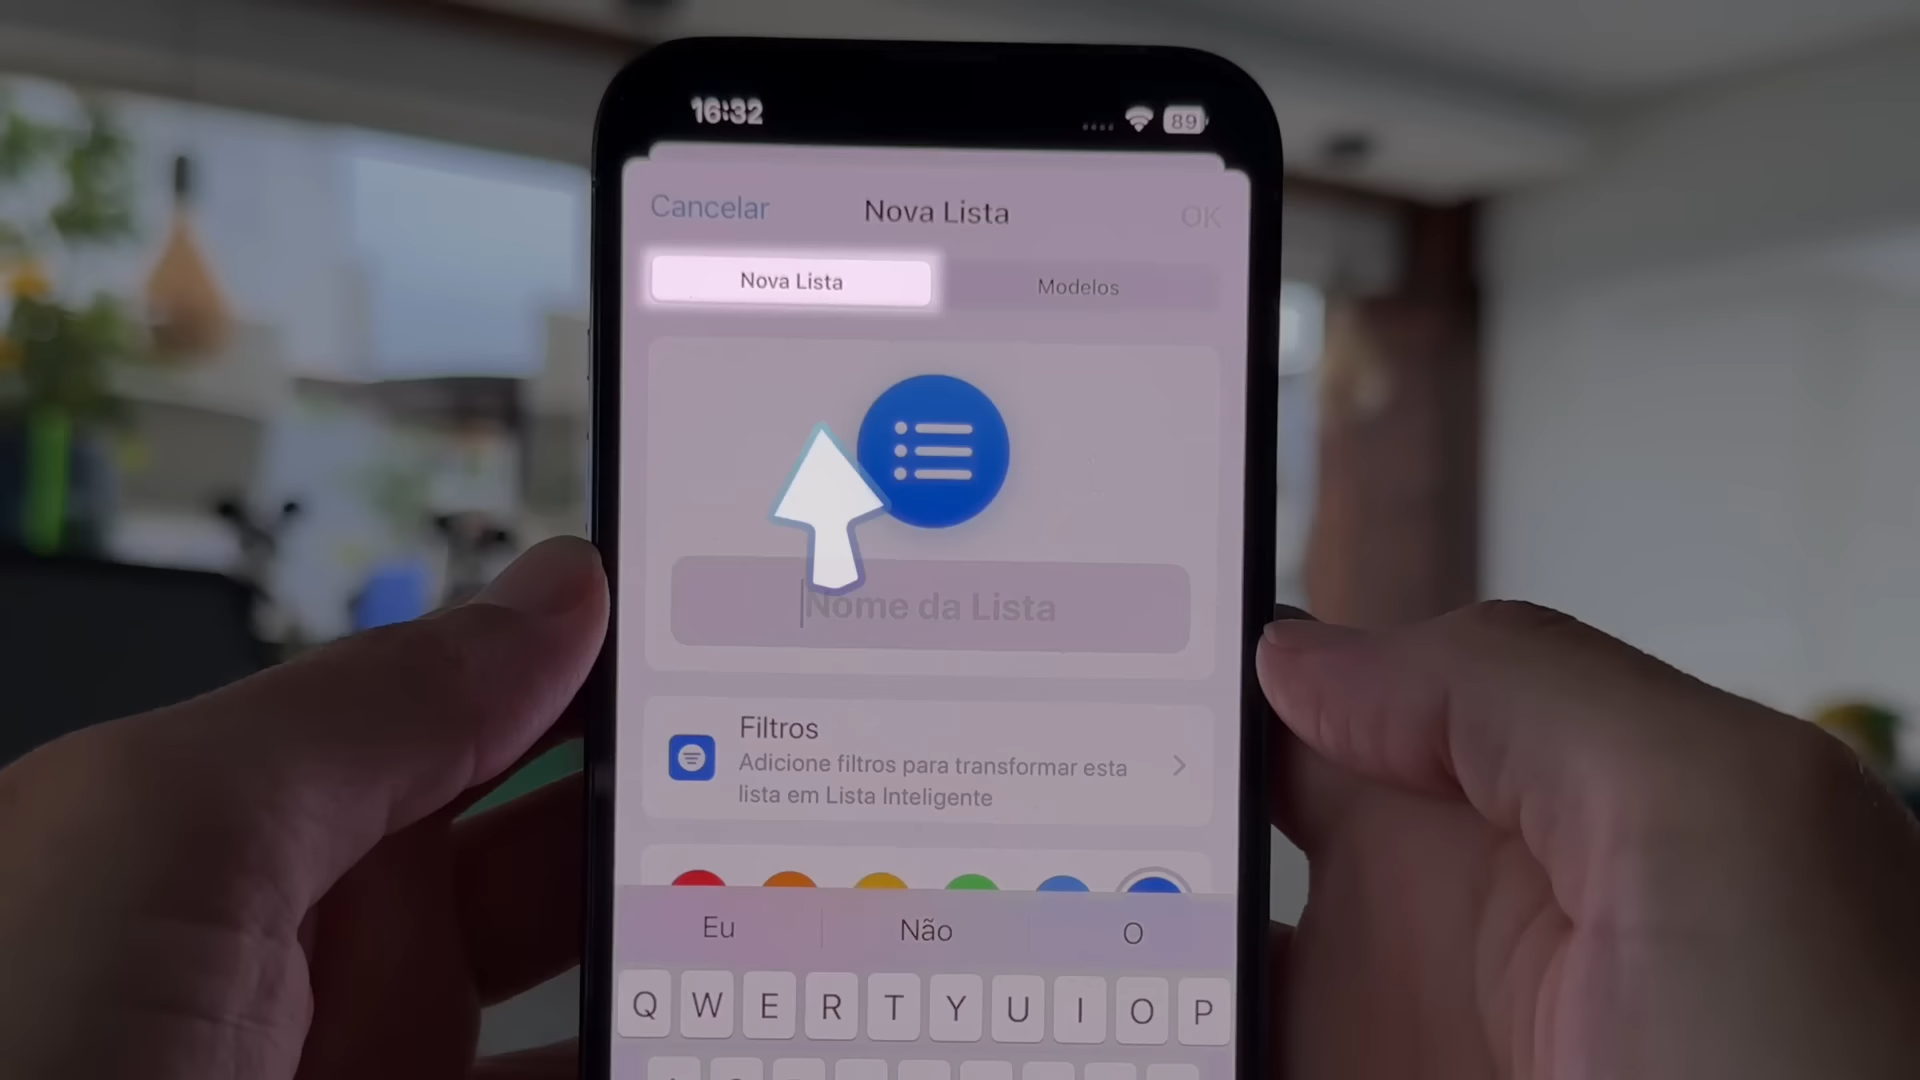 16:32
89
Cancelar
Nova Lista
OK
Nova Lista
Modelos
Nome da Lista
Filtros
Adicione filtros para transformar esta
lista em Lista Inteligente
Eu
Não
O
Q W E R T Y U I O P